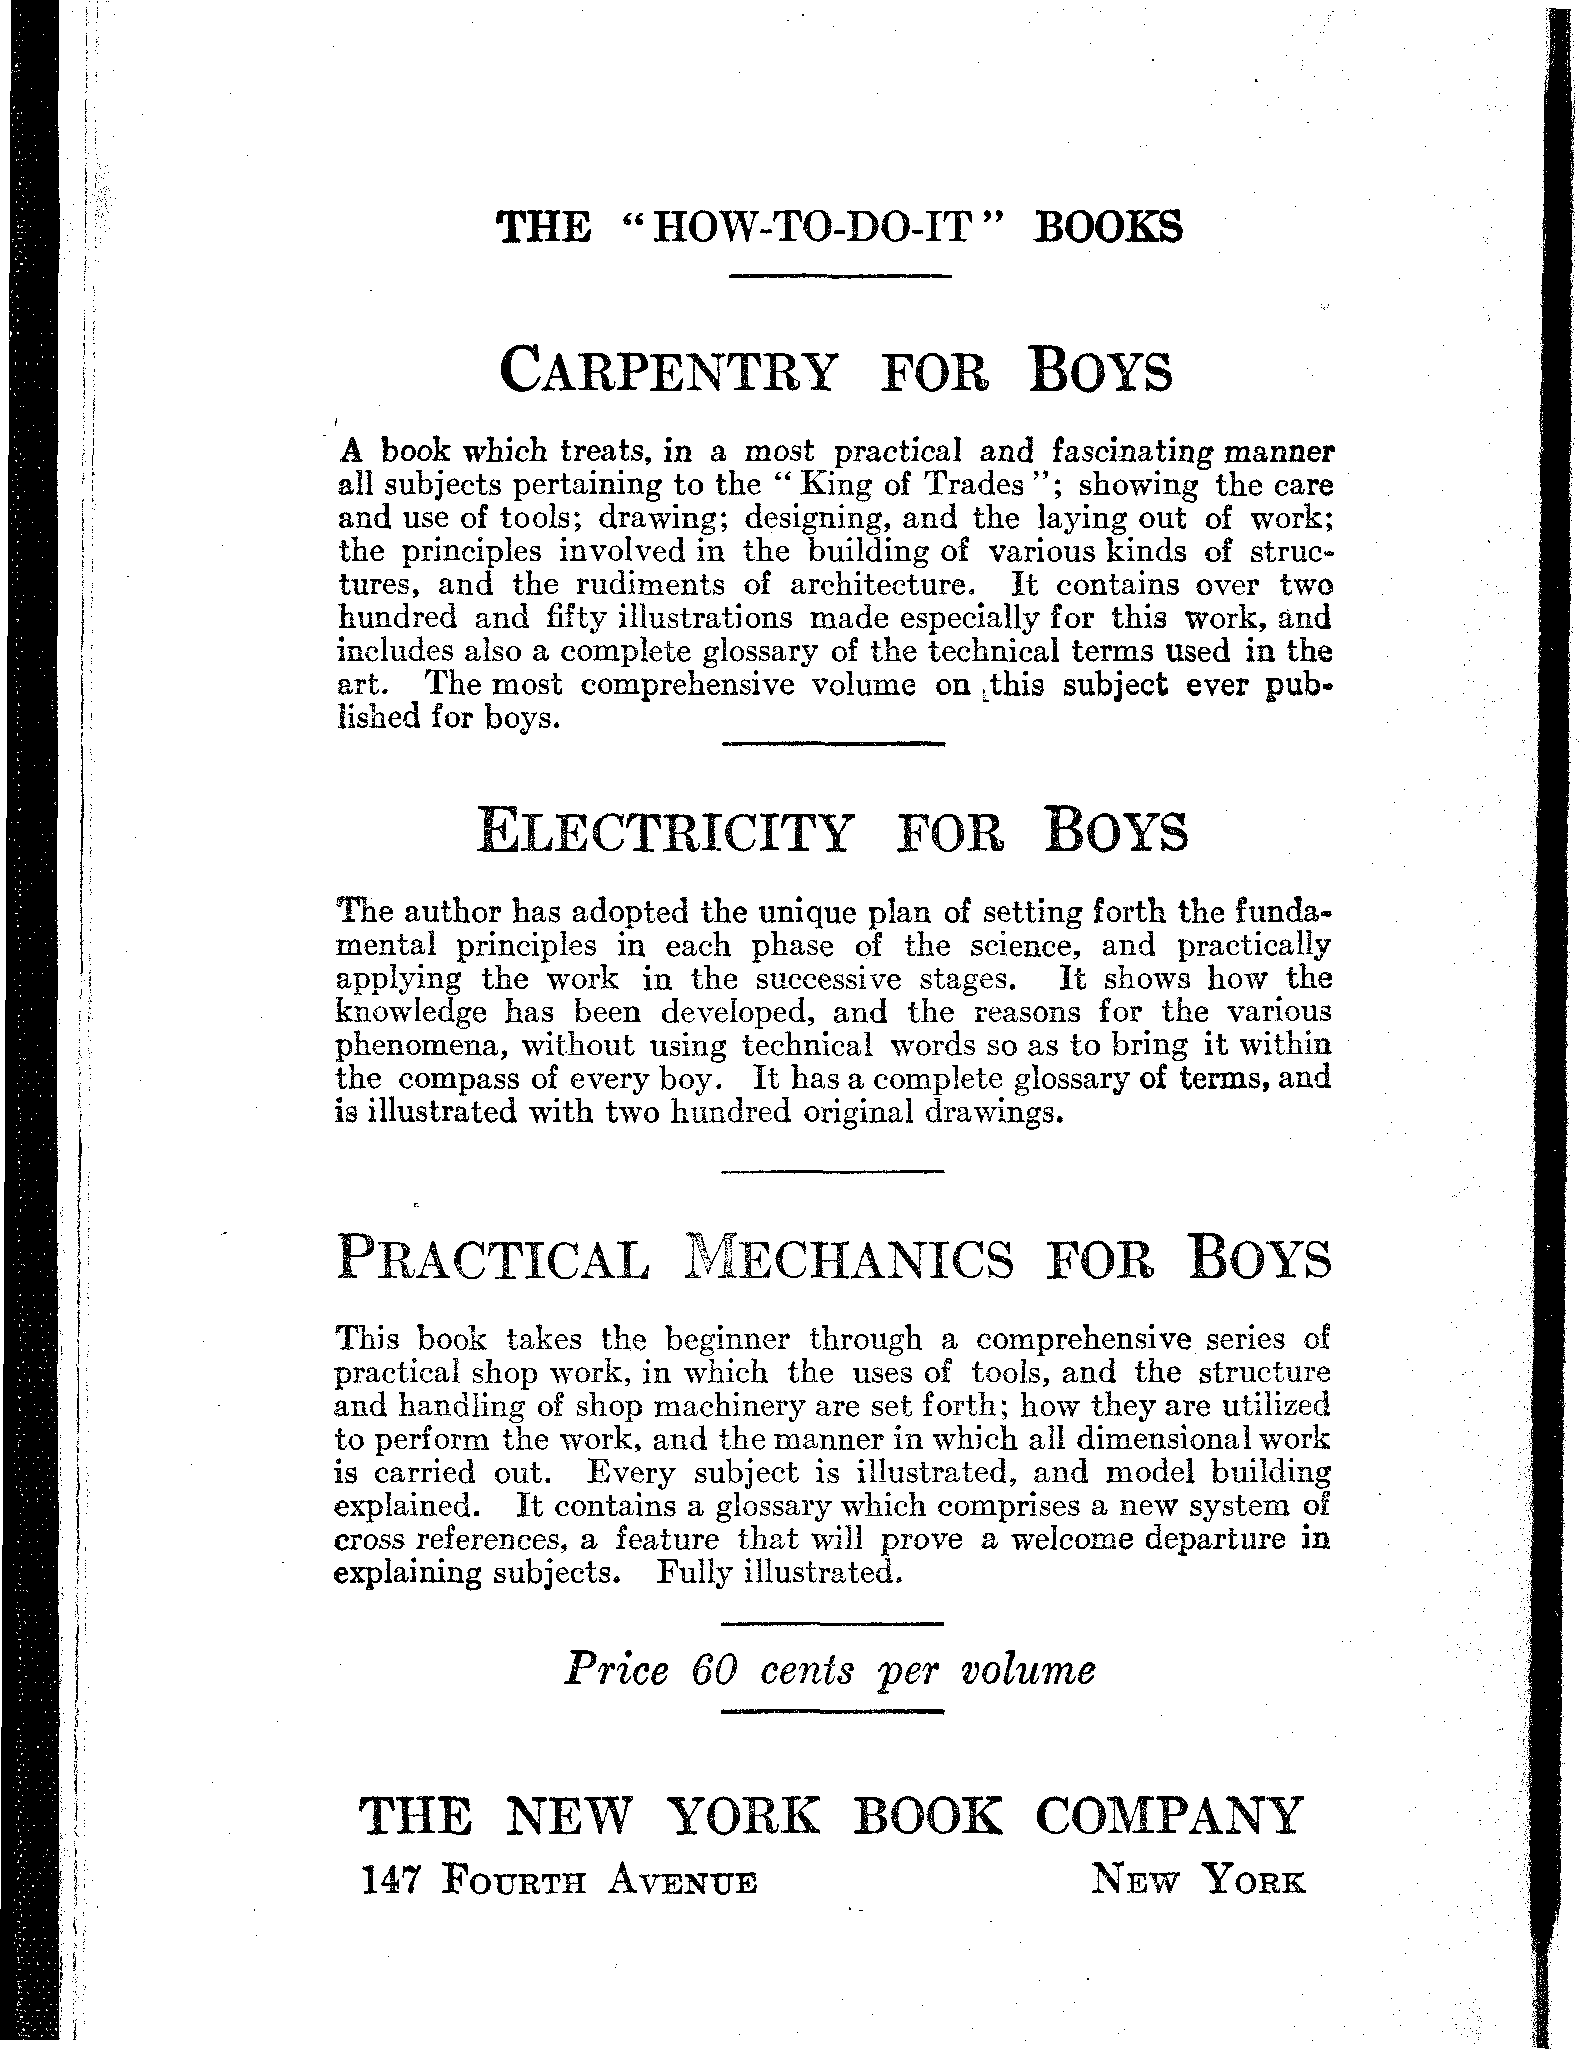 THE "HOW-TO-DO-IT" BOOKS
CARPENTRY FOR BOYS
A book which treats, in a most practical and fascinating manner
all subjects pertaining to the "King of Trades"; showing the care
and use of tools; drawing; designing, and the laying out of work;
the principles involved in the building of various kinds of struc-
tures, and the rudiments of architecture. It contains over two
hundred and fifty illustrations made especially for this work, and
includes also a complete glossary of the technical terms used in the
art. The most comprehensive volume on this subject ever pub-
lished for boys.
ELECTRICITY FOR BOYS
The author has adopted the unique plan of setting forth the funda-
mental principles in each phase of the science, and practically
applying the work in the successive stages. It shows how the
knowledge has been developed, and the reasons for the various
phenomena, without using technical words so as to bring it within
the compass of every boy. It has a complete glossary of terms, and
is illustrated with two hundred original drawings.
PRACTICAL MECHANICS FOR BOYS
This book takes the beginner through a comprehensive series of
practical shop work, in which the uses of tools, and the structure
and handling of shop machinery are set forth; how they are utilized
to perform the work, and the manner in which all dimensional work
is carried out. Every subject is illustrated, and model building
explained. It contains a glossary which comprises a new system of
cross references, a feature that will prove a welcome departure in
explaining subjects. Fully illustrated.
Price 60 cents per volume
THE NEW YORK BOOK COMPANY
147 FOURTH AVENUE NEW YORK